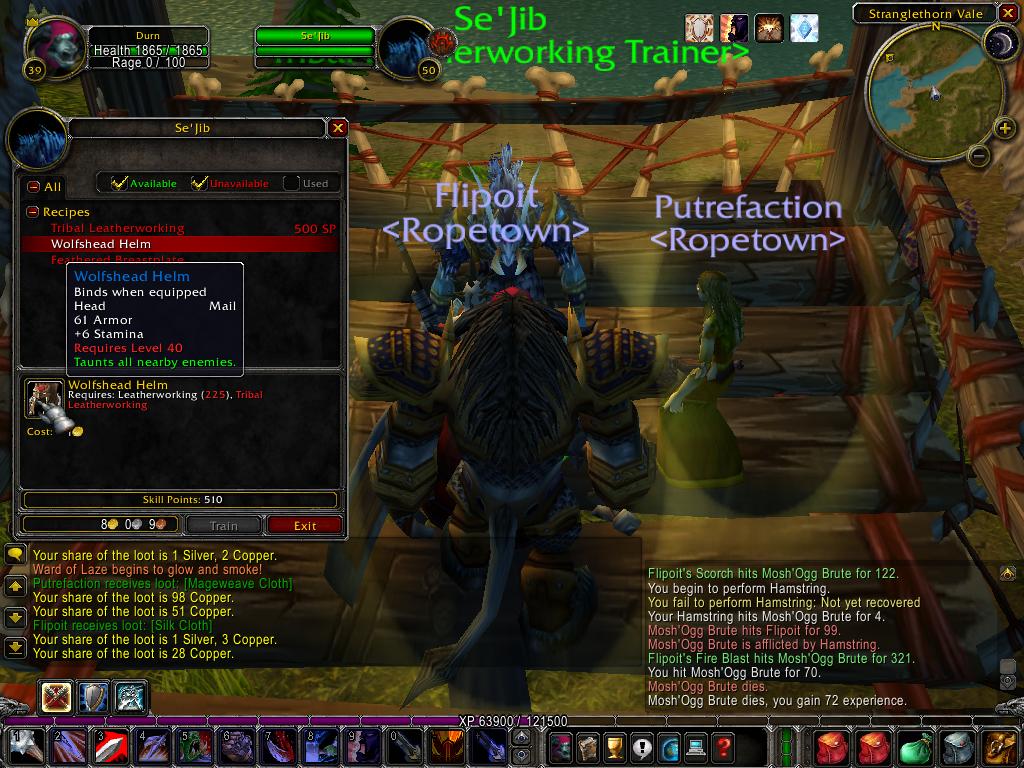 Durn
Health 1865 / 1865
Rage 0 / 100
39
Se'Jib
50
Se'Jib
erworking Trainer>
Stranglethorn Vale
N
Se'Jib
All
Available
Unavailable
Used
Recipes
Tribal Leatherworking 500 SP
Wolfshead Helm
Feathered Breastplate
Wolfshead Helm
Binds when equipped
Head Mail
61 Armor
+6 Stamina
Requires Level 40
Taunts all nearby enemies.
Wolfshead Helm
Requires: Leatherworking (225), Tribal
Leatherworking
Cost:
Skill Points: 510
8 0 9
Train
Exit
Flipoit
<Ropetown>
Putrefaction
<Ropetown>
Your share of the loot is 1 Silver, 2 Copper.
Ward of Laze begins to glow and smoke!
Putrefaction receives loot: [Mageweave Cloth]
Your share of the loot is 98 Copper.
Your share of the loot is 51 Copper.
Flipoit receives loot: [Silk Cloth]
Your share of the loot is 1 Silver, 3 Copper.
Your share of the loot is 28 Copper.
Flipoit's Scorch hits Mosh'Ogg Brute for 122.
You begin to perform Hamstring.
You fail to perform Hamstring: Not yet recovered
Your Hamstring hits Mosh'Ogg Brute for 4.
Mosh'Ogg Brute hits Flipoit for 99.
Mosh'Ogg Brute is afflicted by Hamstring.
Flipoit's Fire Blast hits Mosh'Ogg Brute for 321.
You hit Mosh'Ogg Brute for 70.
Mosh'Ogg Brute dies.
Mosh'Ogg Brute dies, you gain 72 experience.
XP 63900 / 121500
1 2 3 4 5 6 7 8 9 0